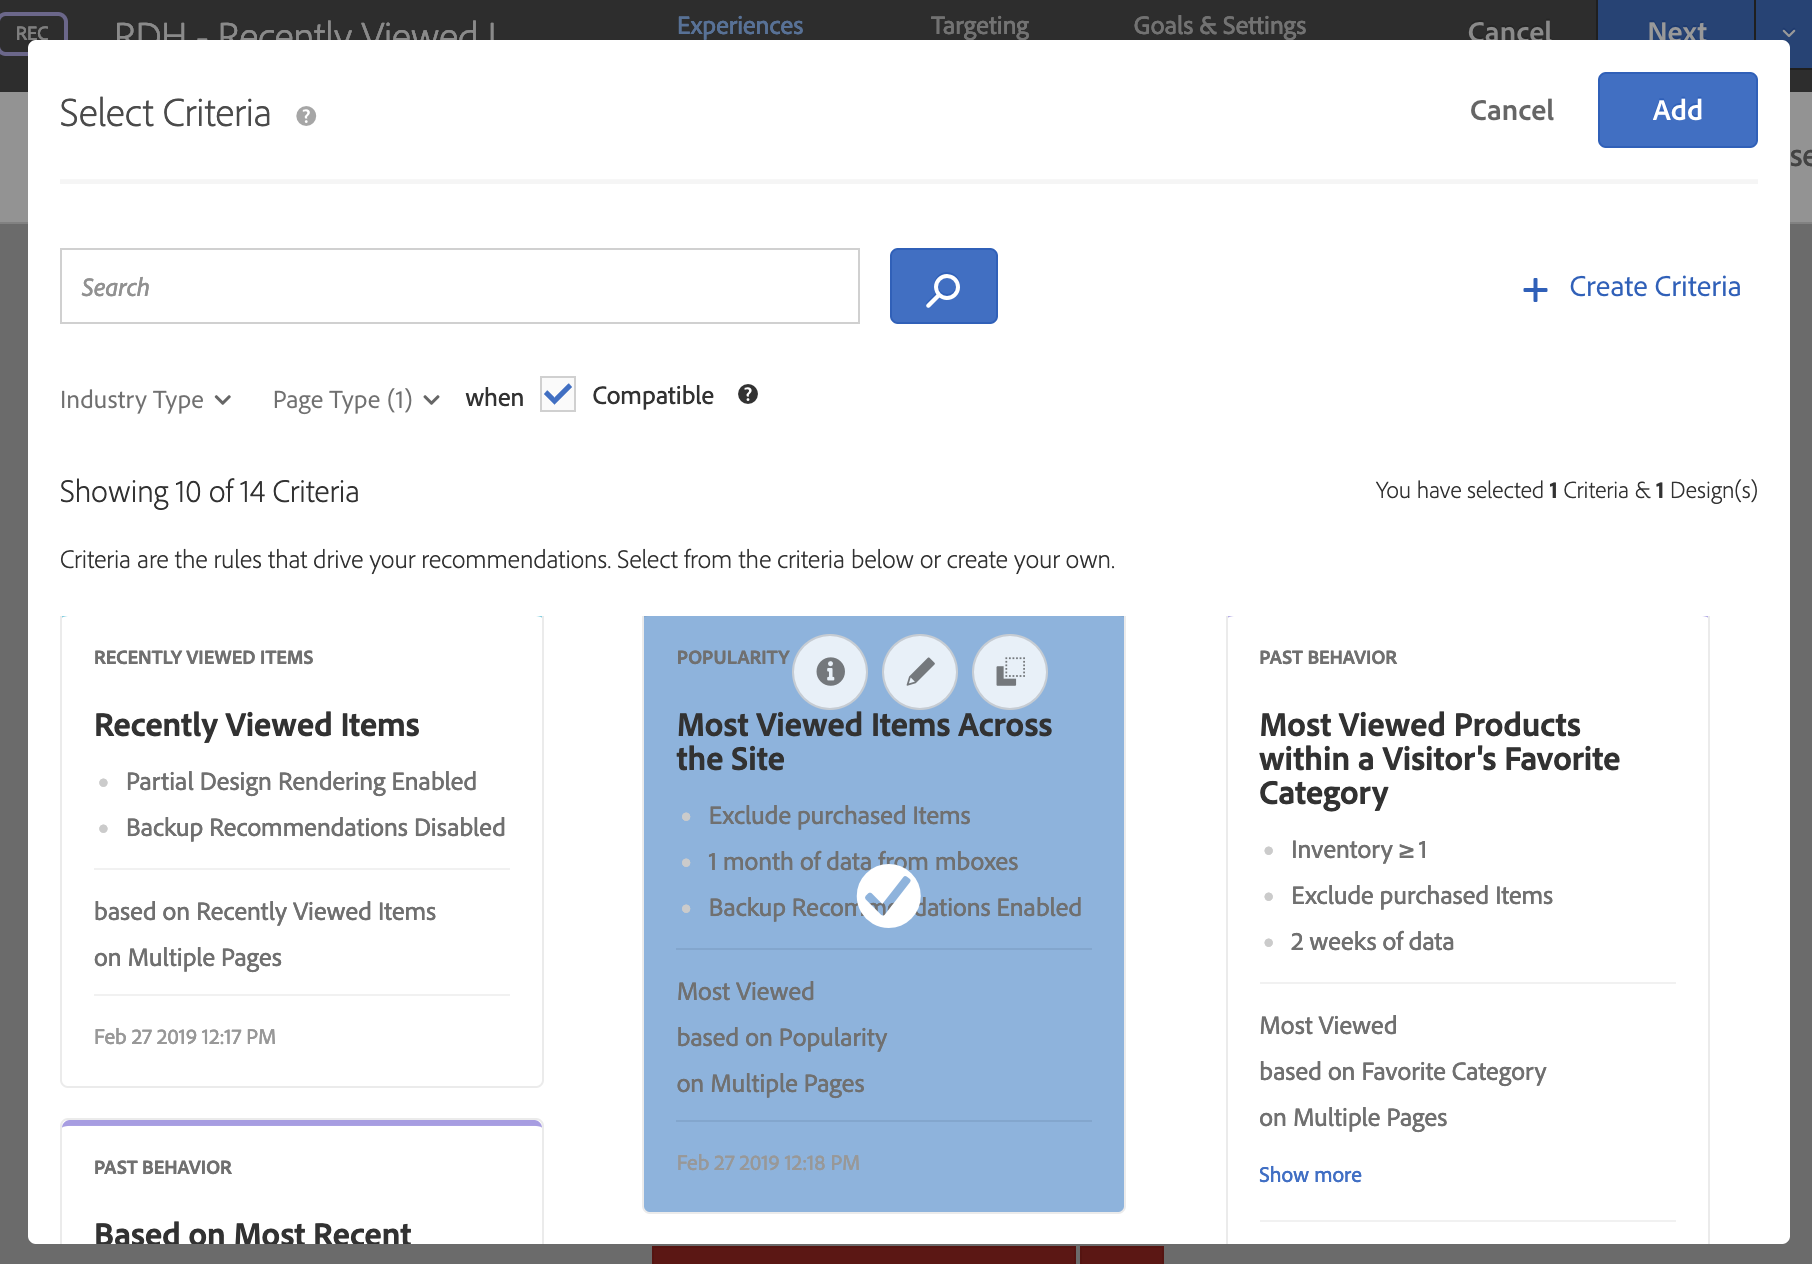 REC
RDH - Recently Viewed I
Experiences
Targeting
Goals & Settings
Cancel
Next
Select Criteria
?
Cancel
Add
se
Search
+ Create Criteria
Industry Type
Page Type (1)
when
Compatible
?
Showing 10 of 14 Criteria
You have selected 1 Criteria & 1 Design(s)
Criteria are the rules that drive your recommendations. Select from the criteria below or create your own.
RECENTLY VIEWED ITEMS
Recently Viewed Items
Partial Design Rendering Enabled
Backup Recommendations Disabled
based on Recently Viewed Items
on Multiple Pages
Feb 27 2019 12:17 PM
PAST BEHAVIOR
Based on Most Recent
POPULARITY
Most Viewed Items Across
the Site
Exclude purchased Items
1 month of data from mboxes
Backup Recommendations Enabled
Most Viewed
based on Popularity
on Multiple Pages
Feb 27 2019 12:18 PM
PAST BEHAVIOR
Most Viewed Products
within a Visitor's Favorite
Category
Inventory ≥ 1
Exclude purchased Items
2 weeks of data
Most Viewed
based on Favorite Category
on Multiple Pages
Show more